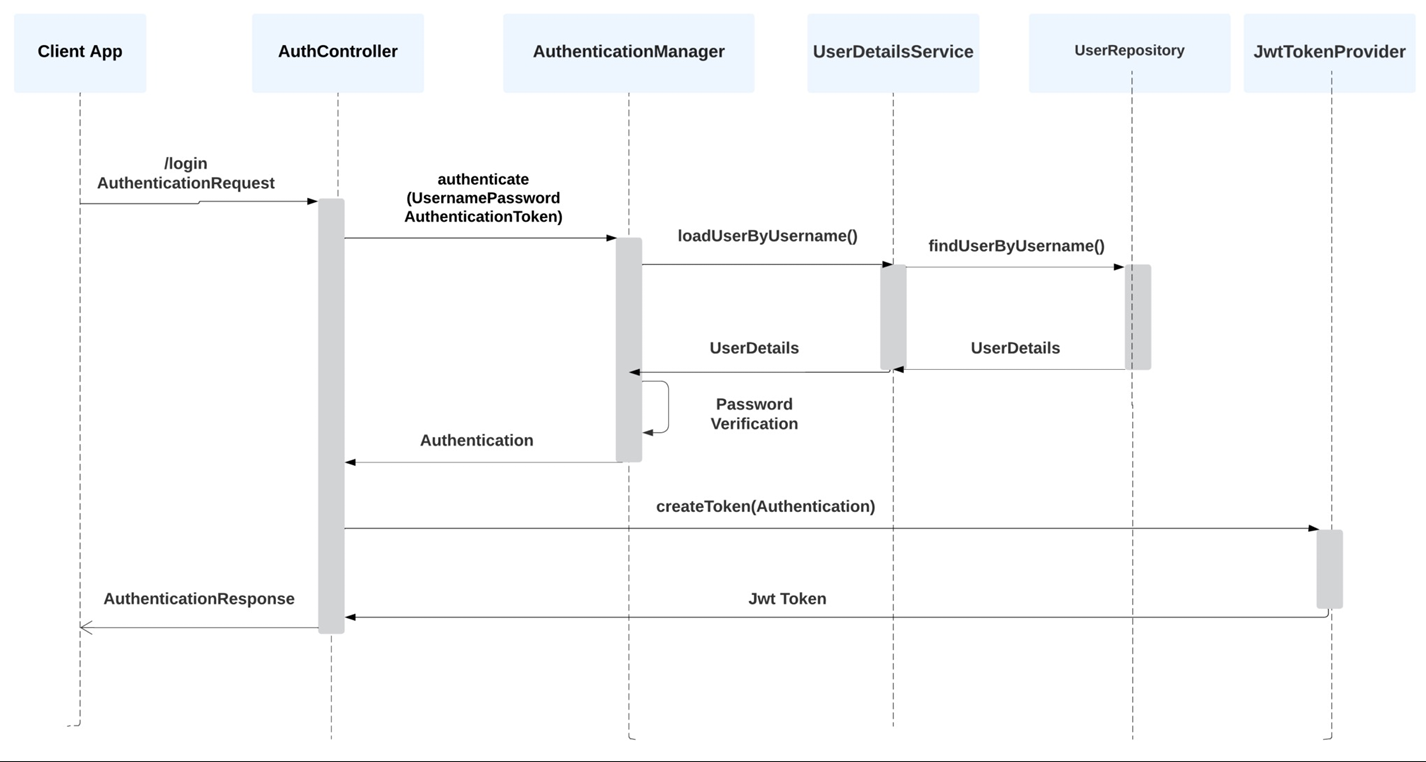 Client App
AuthController
AuthenticationManager
UserDetailsService
UserRepository
JwtTokenProvider
/login
AuthenticationRequest
authenticate
(UsernamePassword
AuthenticationToken)
loadUserByUsername()
findUserByUsername()
UserDetails
UserDetails
Password
Verification
Authentication
createToken(Authentication)
AuthenticationResponse
Jwt Token